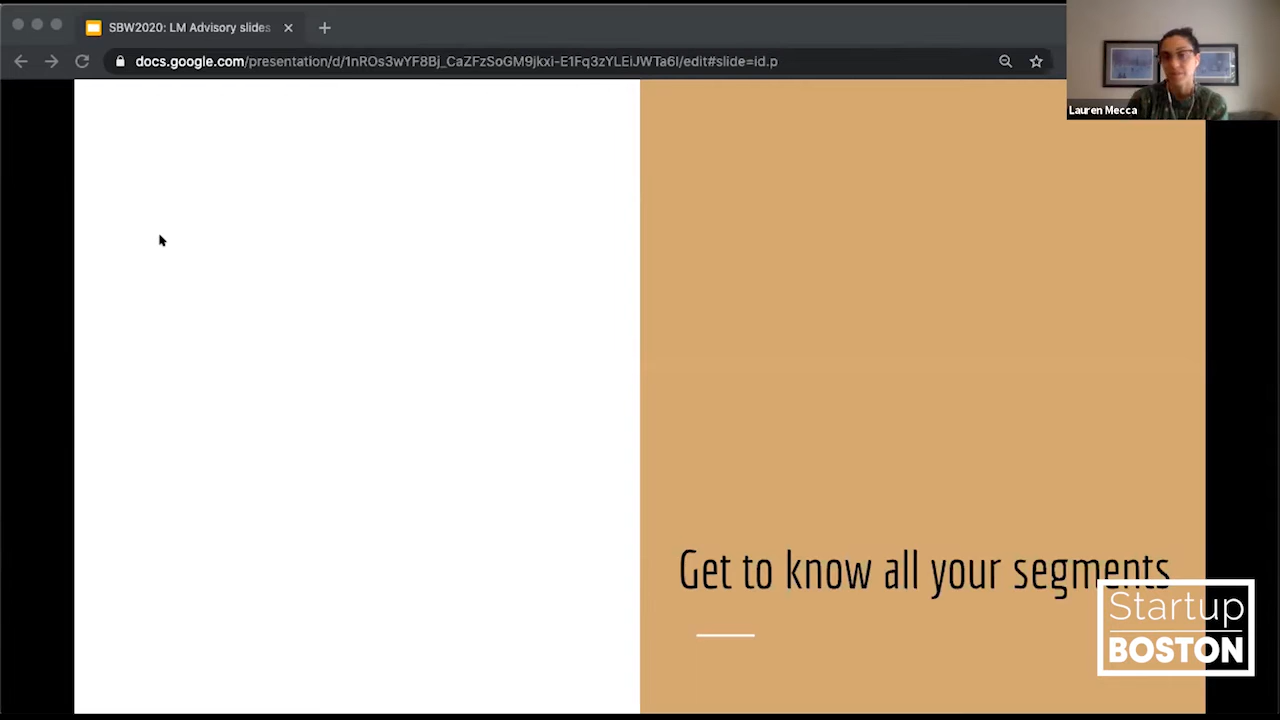 SBW2020: LM Advisory slides
docs.google.com/presentation/d/1nROs3wYF8Bj_CaZFzSoGM9jkxi-E1Fq3zYLEiJWTa6I/edit#slide=id.p
Lauren Mecca
Get to know all your segments
Startup
BOSTON